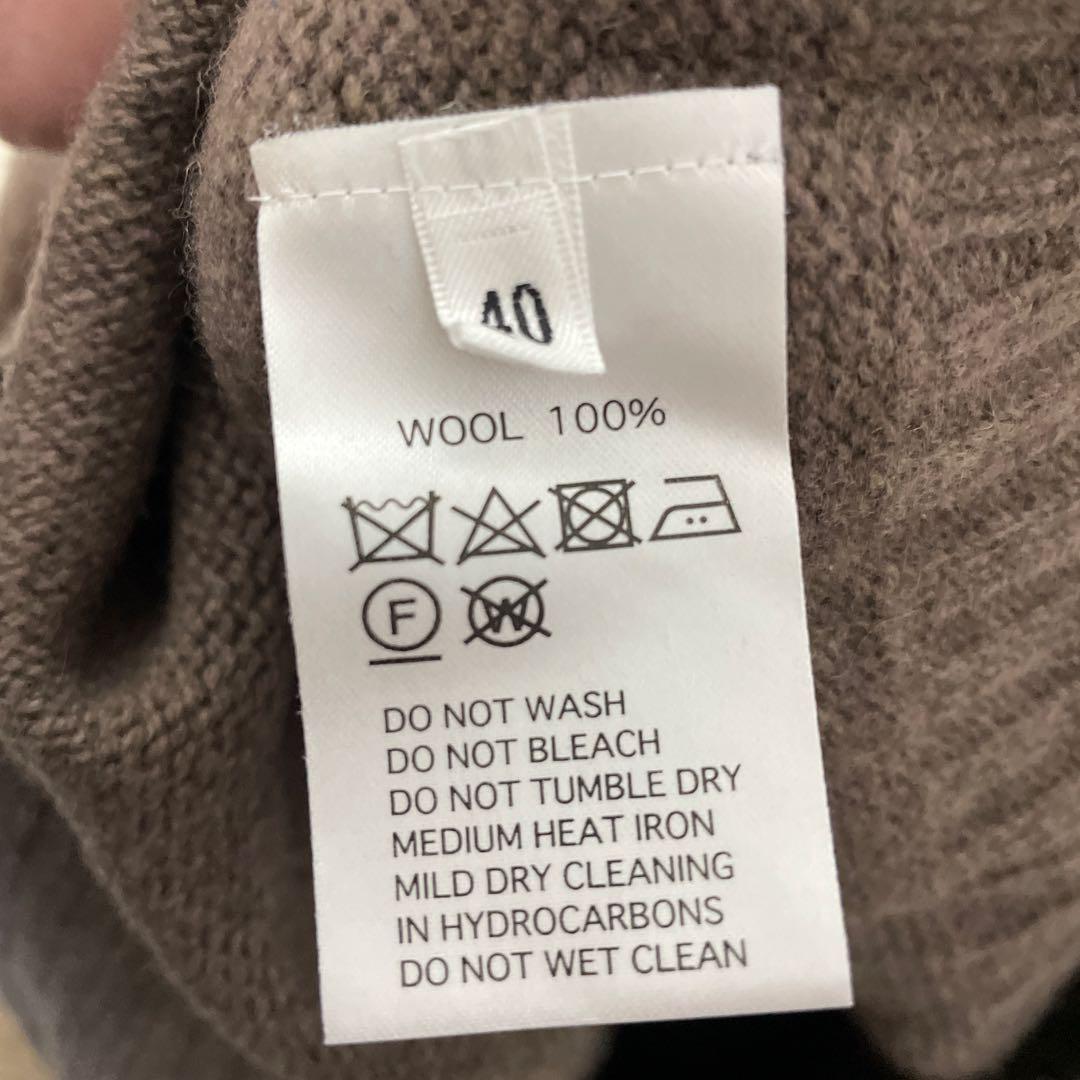 40
WOOL 100%
F
W
DO NOT WASH
DO NOT BLEACH
DO NOT TUMBLE DRY
MEDIUM HEAT IRON
MILD DRY CLEANING
IN HYDROCARBONS
DO NOT WET CLEAN